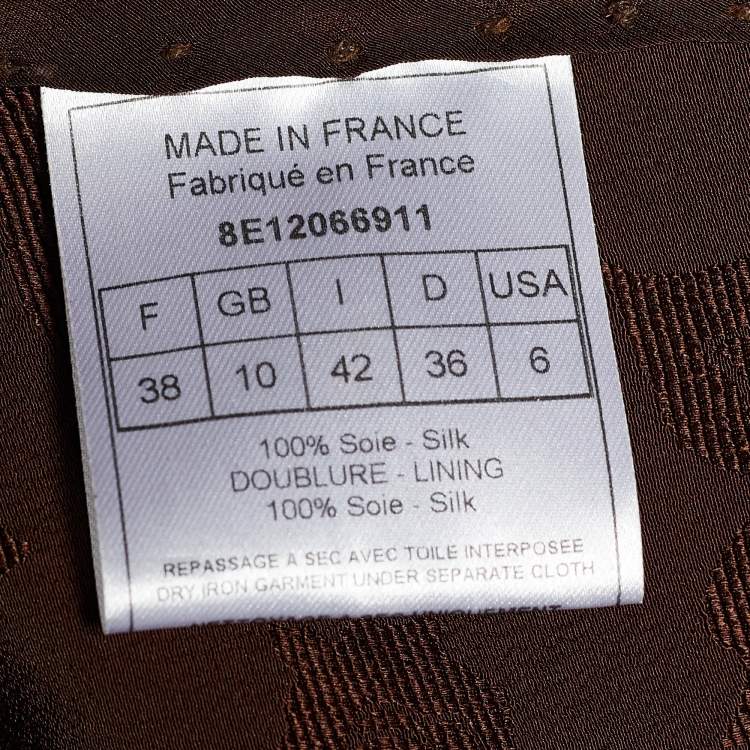 MADE IN FRANCE
Fabriqué en France
8E12066911
F GB I D USA
38 10 42 36 6
100% Soie - Silk
DOUBLURE - LINING
100% Soie - Silk
REPASSAGE A SEC AVEC TOILE INTERPOSEE
DRY IRON GARMENT UNDER SEPARATE CLOTH